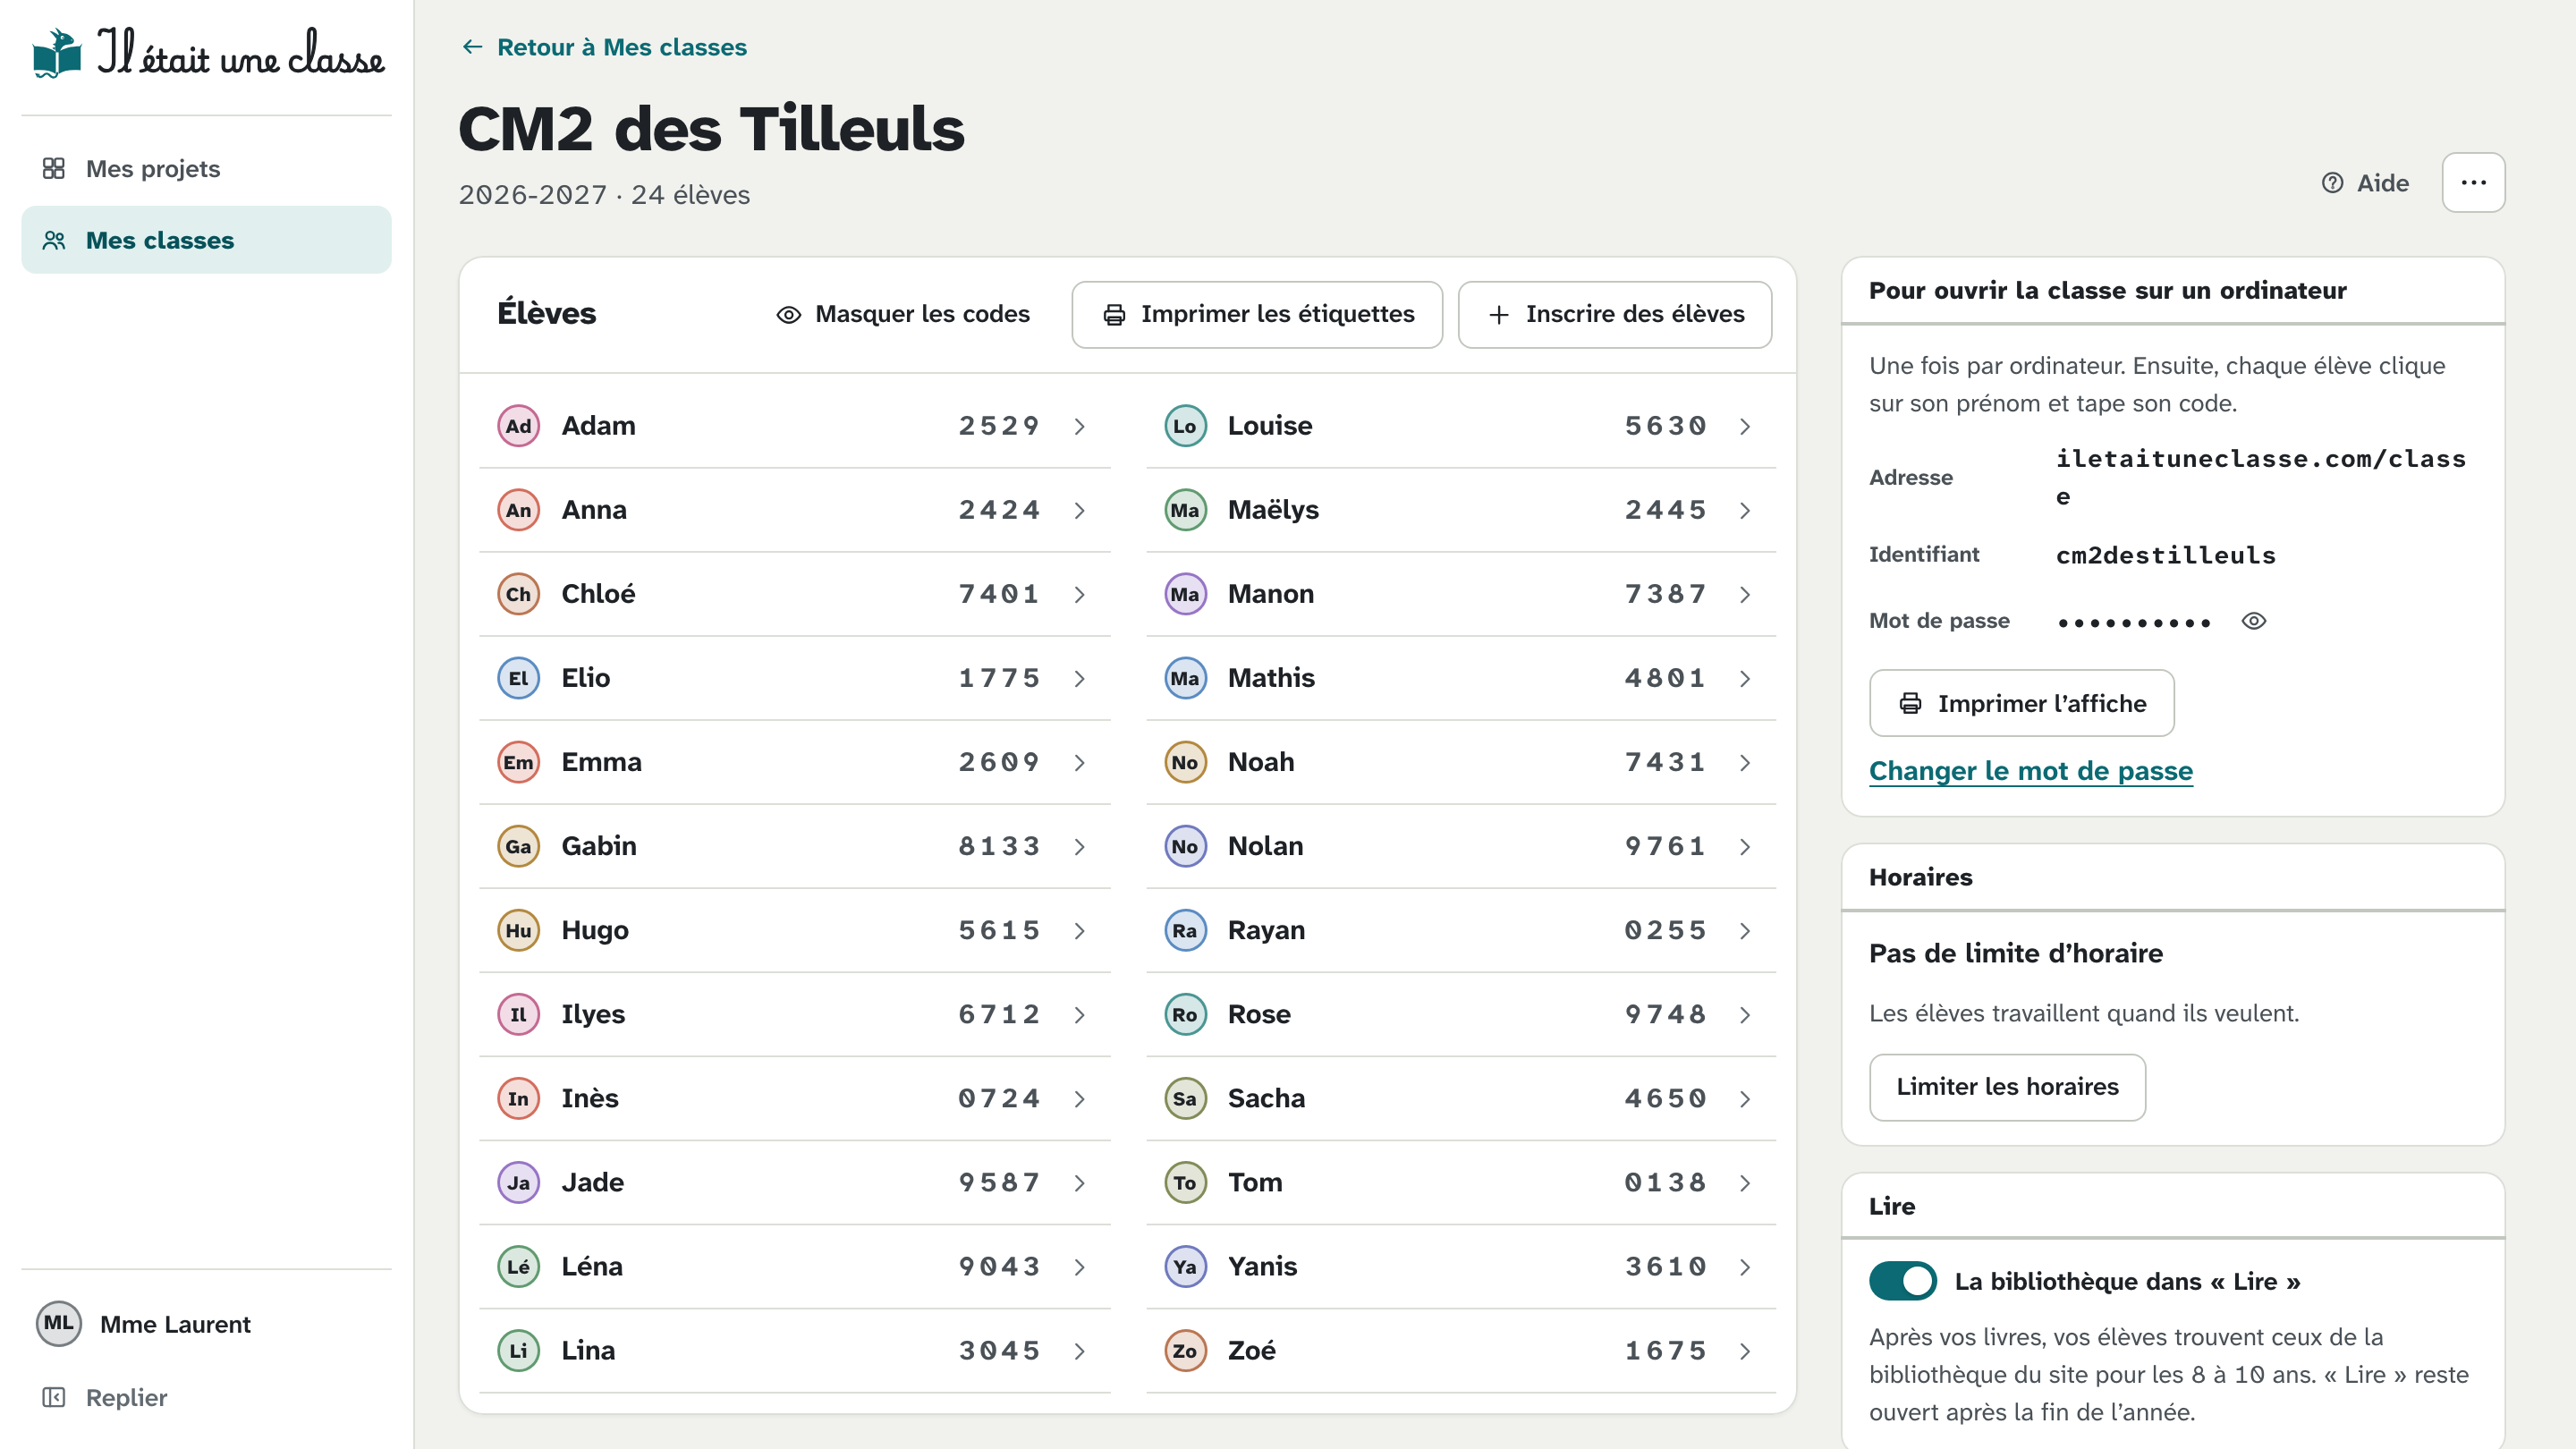 Il était une classe
Mes projets
Mes classes
ML Mme Laurent
Replier
Retour à Mes classes
CM2 des Tilleuls
2026-2027 · 24 élèves
Aide
Élèves
Masquer les codes
Imprimer les étiquettes
Inscrire des élèves
Ad Adam 2529
An Anna 2424
Ch Chloé 7401
El Elio 1775
Em Emma 2609
Ga Gabin 8133
Hu Hugo 5615
Il Ilyes 6712
In Inès 0724
Ja Jade 9587
Lé Léna 9043
Li Lina 3045
Lo Louise 5630
Ma Maëlys 2445
Ma Manon 7387
Ma Mathis 4801
No Noah 7431
No Nolan 9761
Ra Rayan 0255
Ro Rose 9748
Sa Sacha 4650
To Tom 0138
Ya Yanis 3610
Zo Zoé 1675
Pour ouvrir la classe sur un ordinateur
Une fois par ordinateur. Ensuite, chaque élève clique
sur son prénom et tape son code.
Adresse iletaituneclasse.com/class
e
Identifiant cm2destilleuls
Mot de passe ••••••••••
Imprimer l’affiche
Changer le mot de passe
Horaires
Pas de limite d’horaire
Les élèves travaillent quand ils veulent.
Limiter les horaires
Lire
La bibliothèque dans « Lire »
Après vos livres, vos élèves trouvent ceux de la
bibliothèque du site pour les 8 à 10 ans. « Lire » reste
ouvert après la fin de l’année.